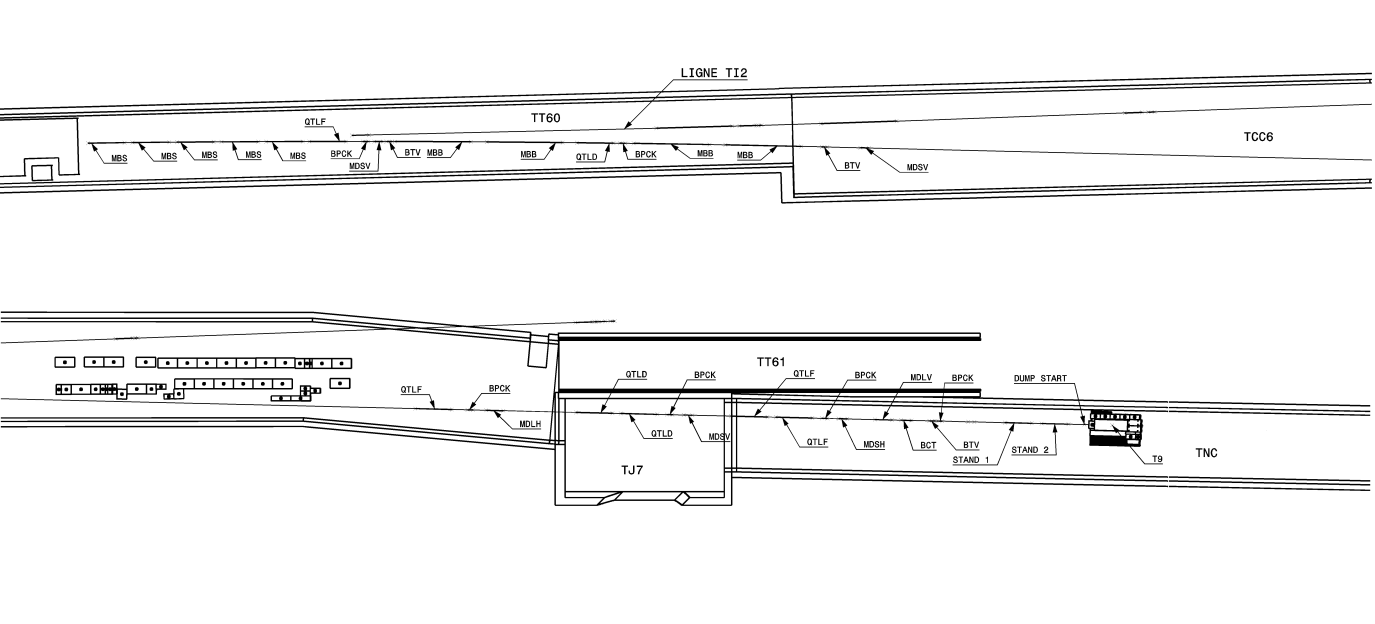 LIGNE TI2
TT60
QTLF
TCC6
MBS
MBS
MBS
MBS
MBS
BPCK
MDSV
BTV
MBB
MBB
QTLD
BPCK
MBB
MBB
BTV
MDSV
TT61
QTLD
BPCK
QTLF
BPCK
MDLV
BPCK
DUMP START
QTLF
BPCK
MDLH
QTLD
MDSV
QTLF
MDSH
BCT
BTV
STAND 1
STAND 2
T9
TNC
TJ7